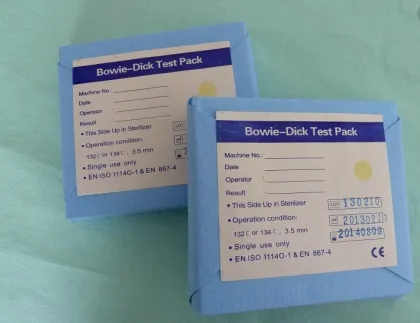 Bowie-Dick Test Pack
Machine No.:
Date
Operator
Result
• This Side Up in Sterilizer LOT
• Operation condition:
132℃ or 134℃, 3.5 min
• Single use only
• EN ISO 11140-1 & EN 867-4
Bowie-Dick Test Pack
Machine No.:
Date
Operator :
Result
• This Side Up in Sterilizer LOT 130210
• Operation condition: 20130211
132℃ or 134℃, 3.5 min 20140809
• Single use only
• EN ISO 11140-1 & EN 867-4 CE